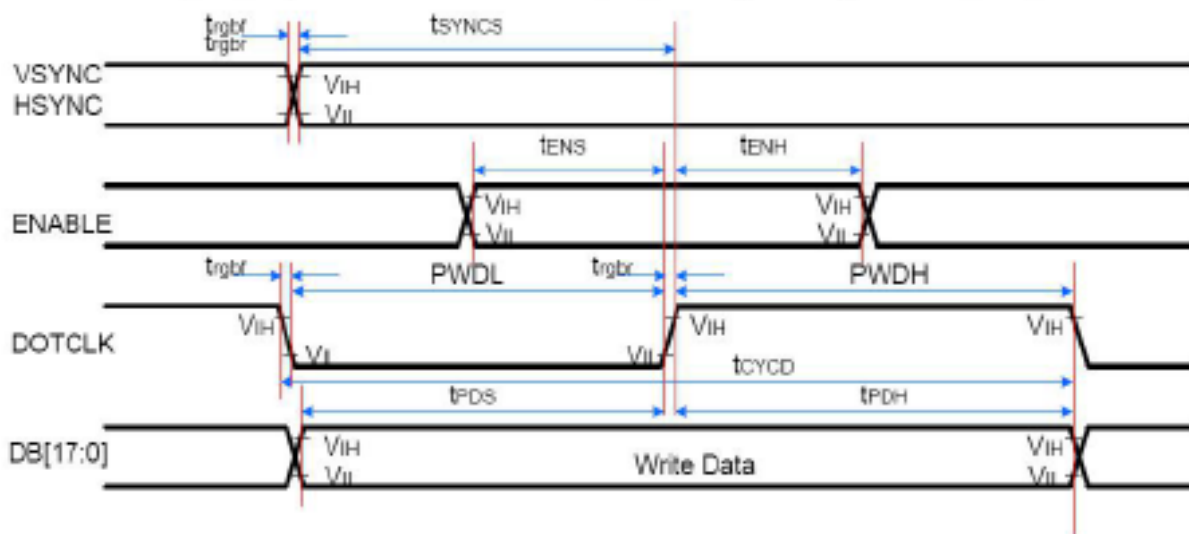 trgbf tSYNCS
trgbr
VSYNC VIH
HSYNC VIL
tENS tENH
VIH VIH
ENABLE VIL VIL
trgbf PWDL trgbr PWDH
VIH VIH VIH
DOTCLK VIL VIL
tCYCD
tPDS tPDH
DB[17:0] VIH VIH
Write Data
VIL VIL